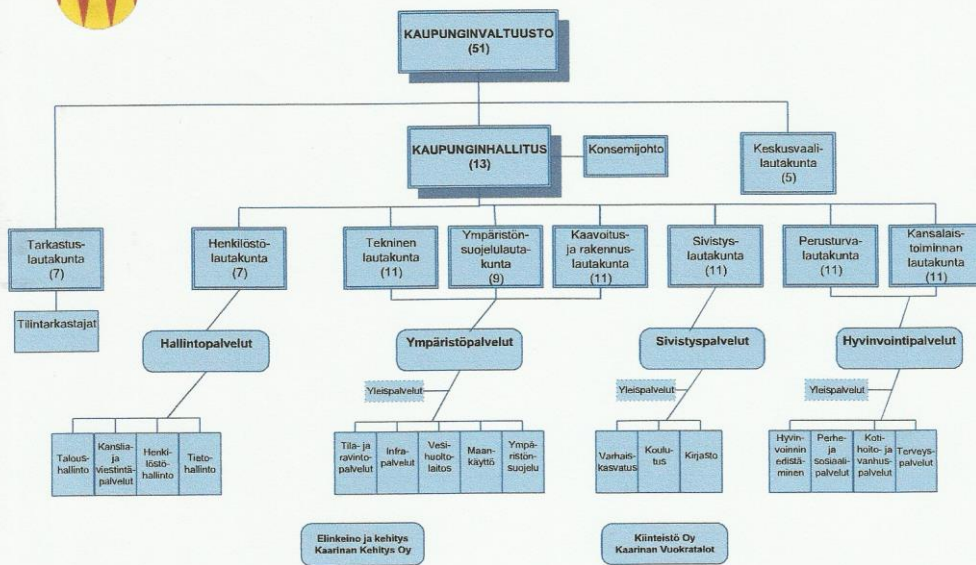 KAUPUNGINVALTUUSTO
(51)
KAUPUNGINHALLITUS
(13)
Konsernijohto
Keskusvaali-
lautakunta
(5)
Tarkastus-
lautakunta
(7)
Henkilöstö-
lautakunta
(7)
Tekninen
lautakunta
(11)
Ympäristön-
suojelulauta-
kunta
(9)
Kaavoitus-
ja rakennus-
lautakunta
(11)
Sivistys-
lautakunta
(11)
Perusturva-
lautakunta
(11)
Kansalais-
toiminnan
lautakunta
(11)
Tilintarkastajat
Hallintopalvelut
Ympäristöpalvelut
Sivistyspalvelut
Hyvinvointipalvelut
Yleispalvelut
Yleispalvelut
Yleispalvelut
Talous-
hallinto
Kanslia-
ja
viestintä-
palvelut
Henki-
löstö-
hallinto
Tieto-
hallinto
Tila- ja
ravinto-
palvelut
Infra-
palvelut
Vesi-
huolto-
laitos
Maan-
käyttö
Ympä-
ristön-
suojelu
Varhais-
kasvatus
Koulu-
tus
Kirjasto
Hyvin-
voinnin
edistä-
minen
Perhe-
ja
sosiaali-
palvelut
Koti-
hoito- ja
vanhus-
palvelut
Terveys-
palvelut
Elinkeino ja kehitys
Kaarinan Kehitys Oy
Kiinteistö Oy
Kaarinan Vuokratalot